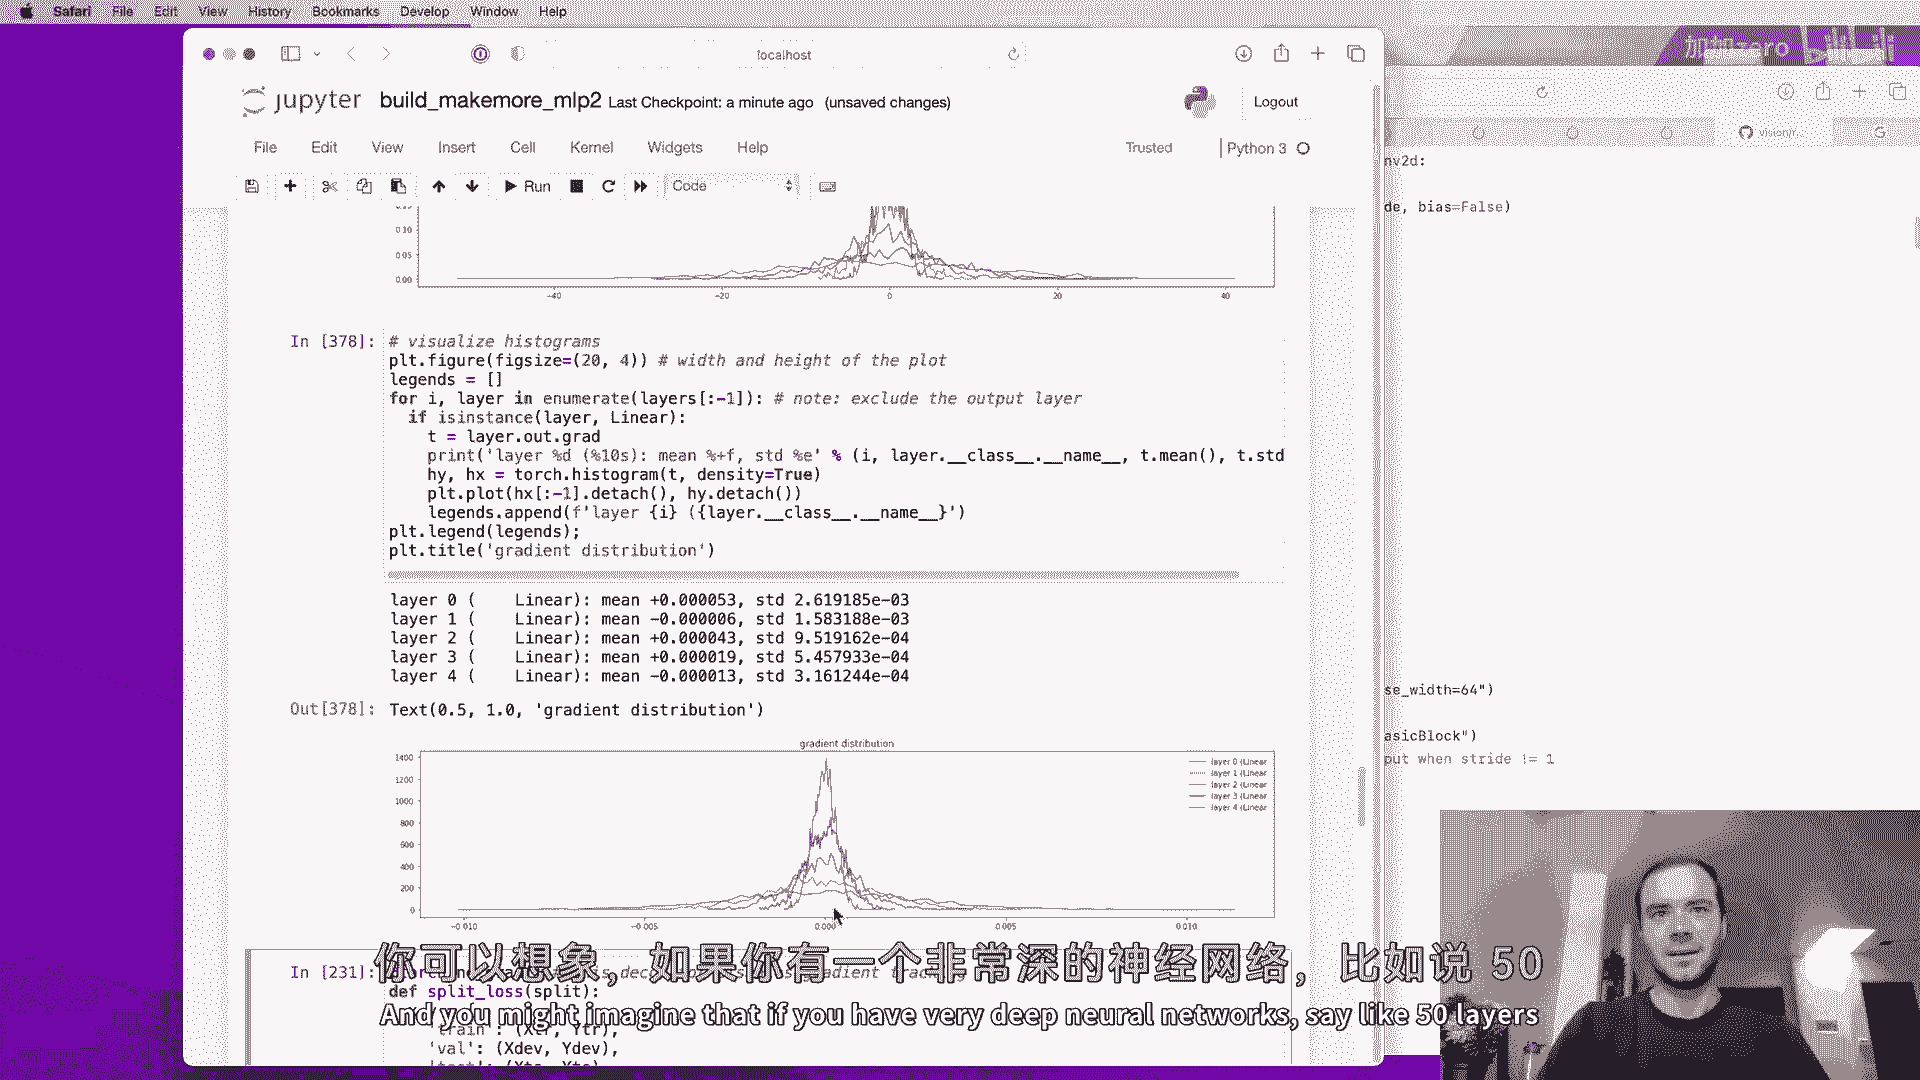 Safari File Edit View History Bookmarks Develop Window Help
localhost
jupyter build_makemore_mlp2 Last Checkpoint: a minute ago (unsaved changes)
Logout
File Edit View Insert Cell Kernel Widgets Help
Trusted
Python 3
Run
Code
0.10
0.05
0.00
−40 −20 0 20 40
In [378]:
# visualize histograms
plt.figure(figsize=(20, 4)) # width and height of the plot
legends = []
for i, layer in enumerate(layers[:-1]): # note: exclude the output layer
if isinstance(layer, Linear):
t = layer.out.grad
print('layer %d (%10s): mean %+f, std %e' % (i, layer.__class__.__name__, t.mean(), t.std
hy, hx = torch.histogram(t, density=True)
plt.plot(hx[:-1].detach(), hy.detach())
legends.append(f'layer {i} ({layer.__class__.__name__}')
plt.legend(legends);
plt.title('gradient distribution')
layer 0 ( Linear): mean +0.000053, std 2.619185e-03
layer 1 ( Linear): mean -0.000006, std 1.583188e-03
layer 2 ( Linear): mean +0.000043, std 9.519162e-04
layer 3 ( Linear): mean +0.000019, std 5.457933e-04
layer 4 ( Linear): mean -0.000013, std 3.161244e-04
Out[378]: Text(0.5, 1.0, 'gradient distribution')
gradient distribution
1400
1200
1000
800
600
400
200
0
−0.010 −0.005 0.000 0.005 0.010
layer 0 (Linear
layer 1 (Linear
layer 2 (Linear
layer 3 (Linear
layer 4 (Linear
In [231]:
def split_loss(split):
'train': (Xtr, Ytr),
'val': (Xdev, Ydev),
vision/r...
nv2d:
de, bias=False)
se_width=64")
asicBlock")
put when stride != 1
你可以想象，如果你有一个非常深的神经网络，比如说 50
And you might imagine that if you have very deep neural networks, say like 50 layers